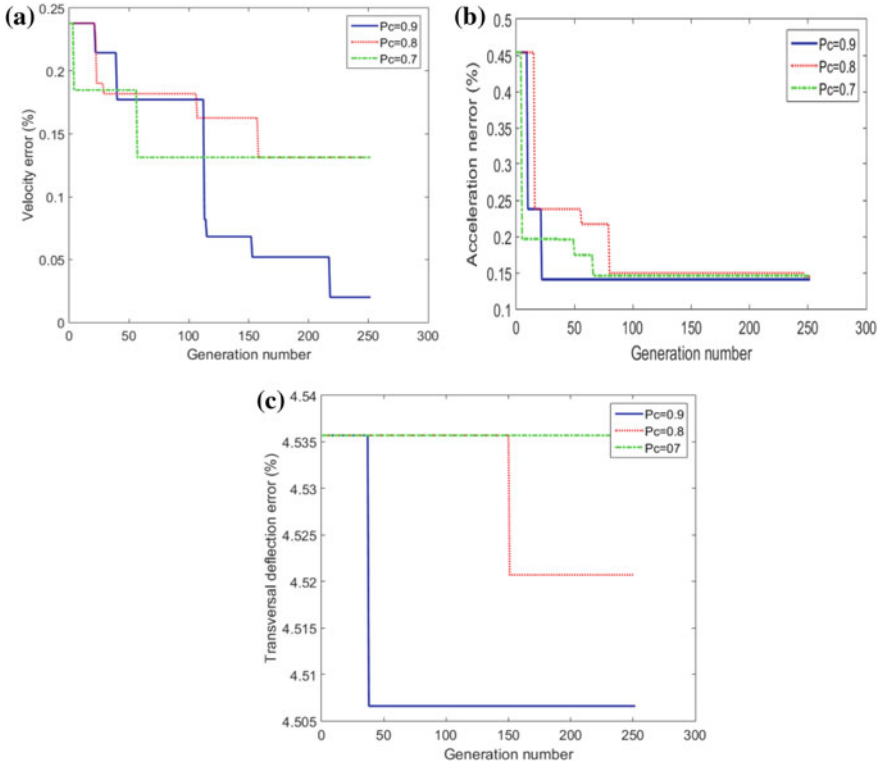 (a)
0.25
0.2
0.15
0.1
0.05
0
Velocity error (%)
0 50 100 150 200 250 300
Generation number
Pc=0.9
Pc=0.8
Pc=0.7
(b)
0.5
0.45
0.4
0.35
0.3
0.25
0.2
0.15
0.1
Acceleration nerror (%)
0 50 100 150 200 250 300
Generation number
Pc=0.9
Pc=0.8
Pc=0.7
(c)
4.54
4.535
4.53
4.525
4.52
4.515
4.51
4.505
Transversal deflection error (%)
0 50 100 150 200 250 300
Generation number
Pc=0.9
Pc=0.8
Pc=07